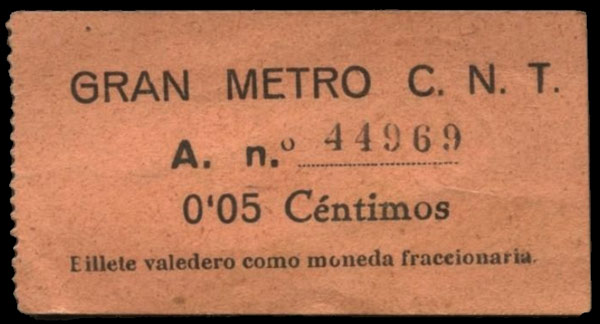 GRAN METRO C. N. T.
A. n.º 44969
0'05 Céntimos
Billete valedero como moneda fraccionaria.